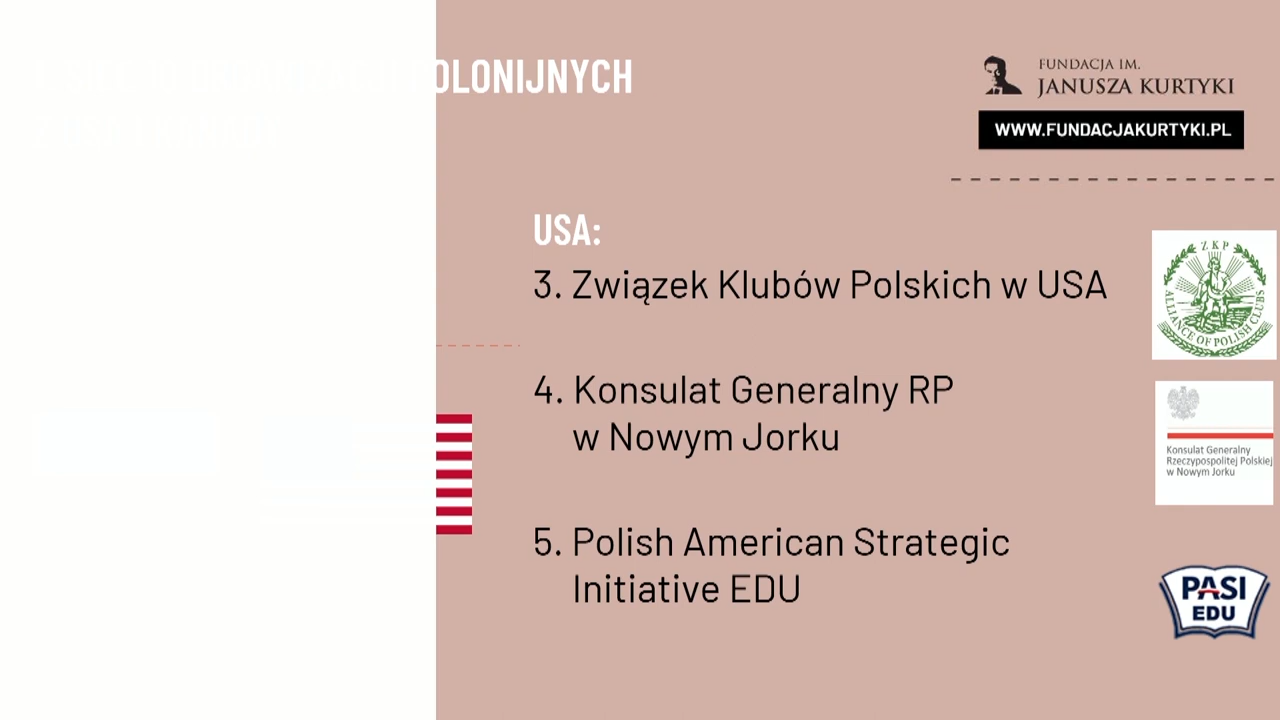 OLONIJNYCH
FUNDACJA IM.
JANUSZA KURTYKI
WWW.FUNDACJAKURTYKI.PL
USA:
3. Związek Klubów Polskich w USA
ZKP
ALLIANCE OF POLISH CLUBS
4. Konsulat Generalny RP
w Nowym Jorku
Konsulat Generalny
Rzeczypospolitej Polskiej
w Nowym Jorku
5. Polish American Strategic
Initiative EDU
PASI
EDU